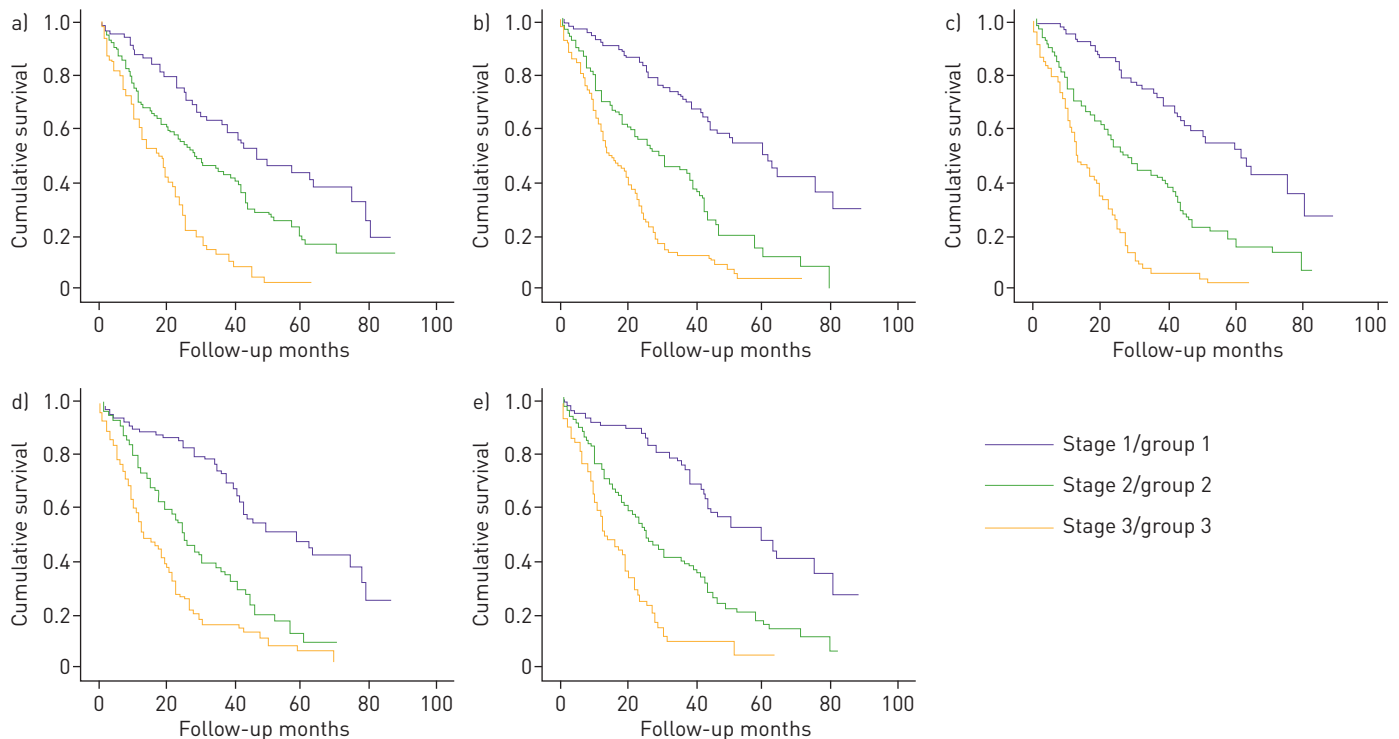 a)
1.0
0.8
0.6
0.4
0.2
0
Cumulative survival
0 20 40 60 80 100
Follow-up months
b)
1.0
0.8
0.6
0.4
0.2
0
Cumulative survival
0 20 40 60 80 100
Follow-up months
c)
1.0
0.8
0.6
0.4
0.2
0
Cumulative survival
0 20 40 60 80 100
Follow-up months
d)
1.0
0.8
0.6
0.4
0.2
0
Cumulative survival
0 20 40 60 80 100
Follow-up months
e)
1.0
0.8
0.6
0.4
0.2
0
Cumulative survival
0 20 40 60 80 100
Follow-up months
Stage 1/group 1
Stage 2/group 2
Stage 3/group 3